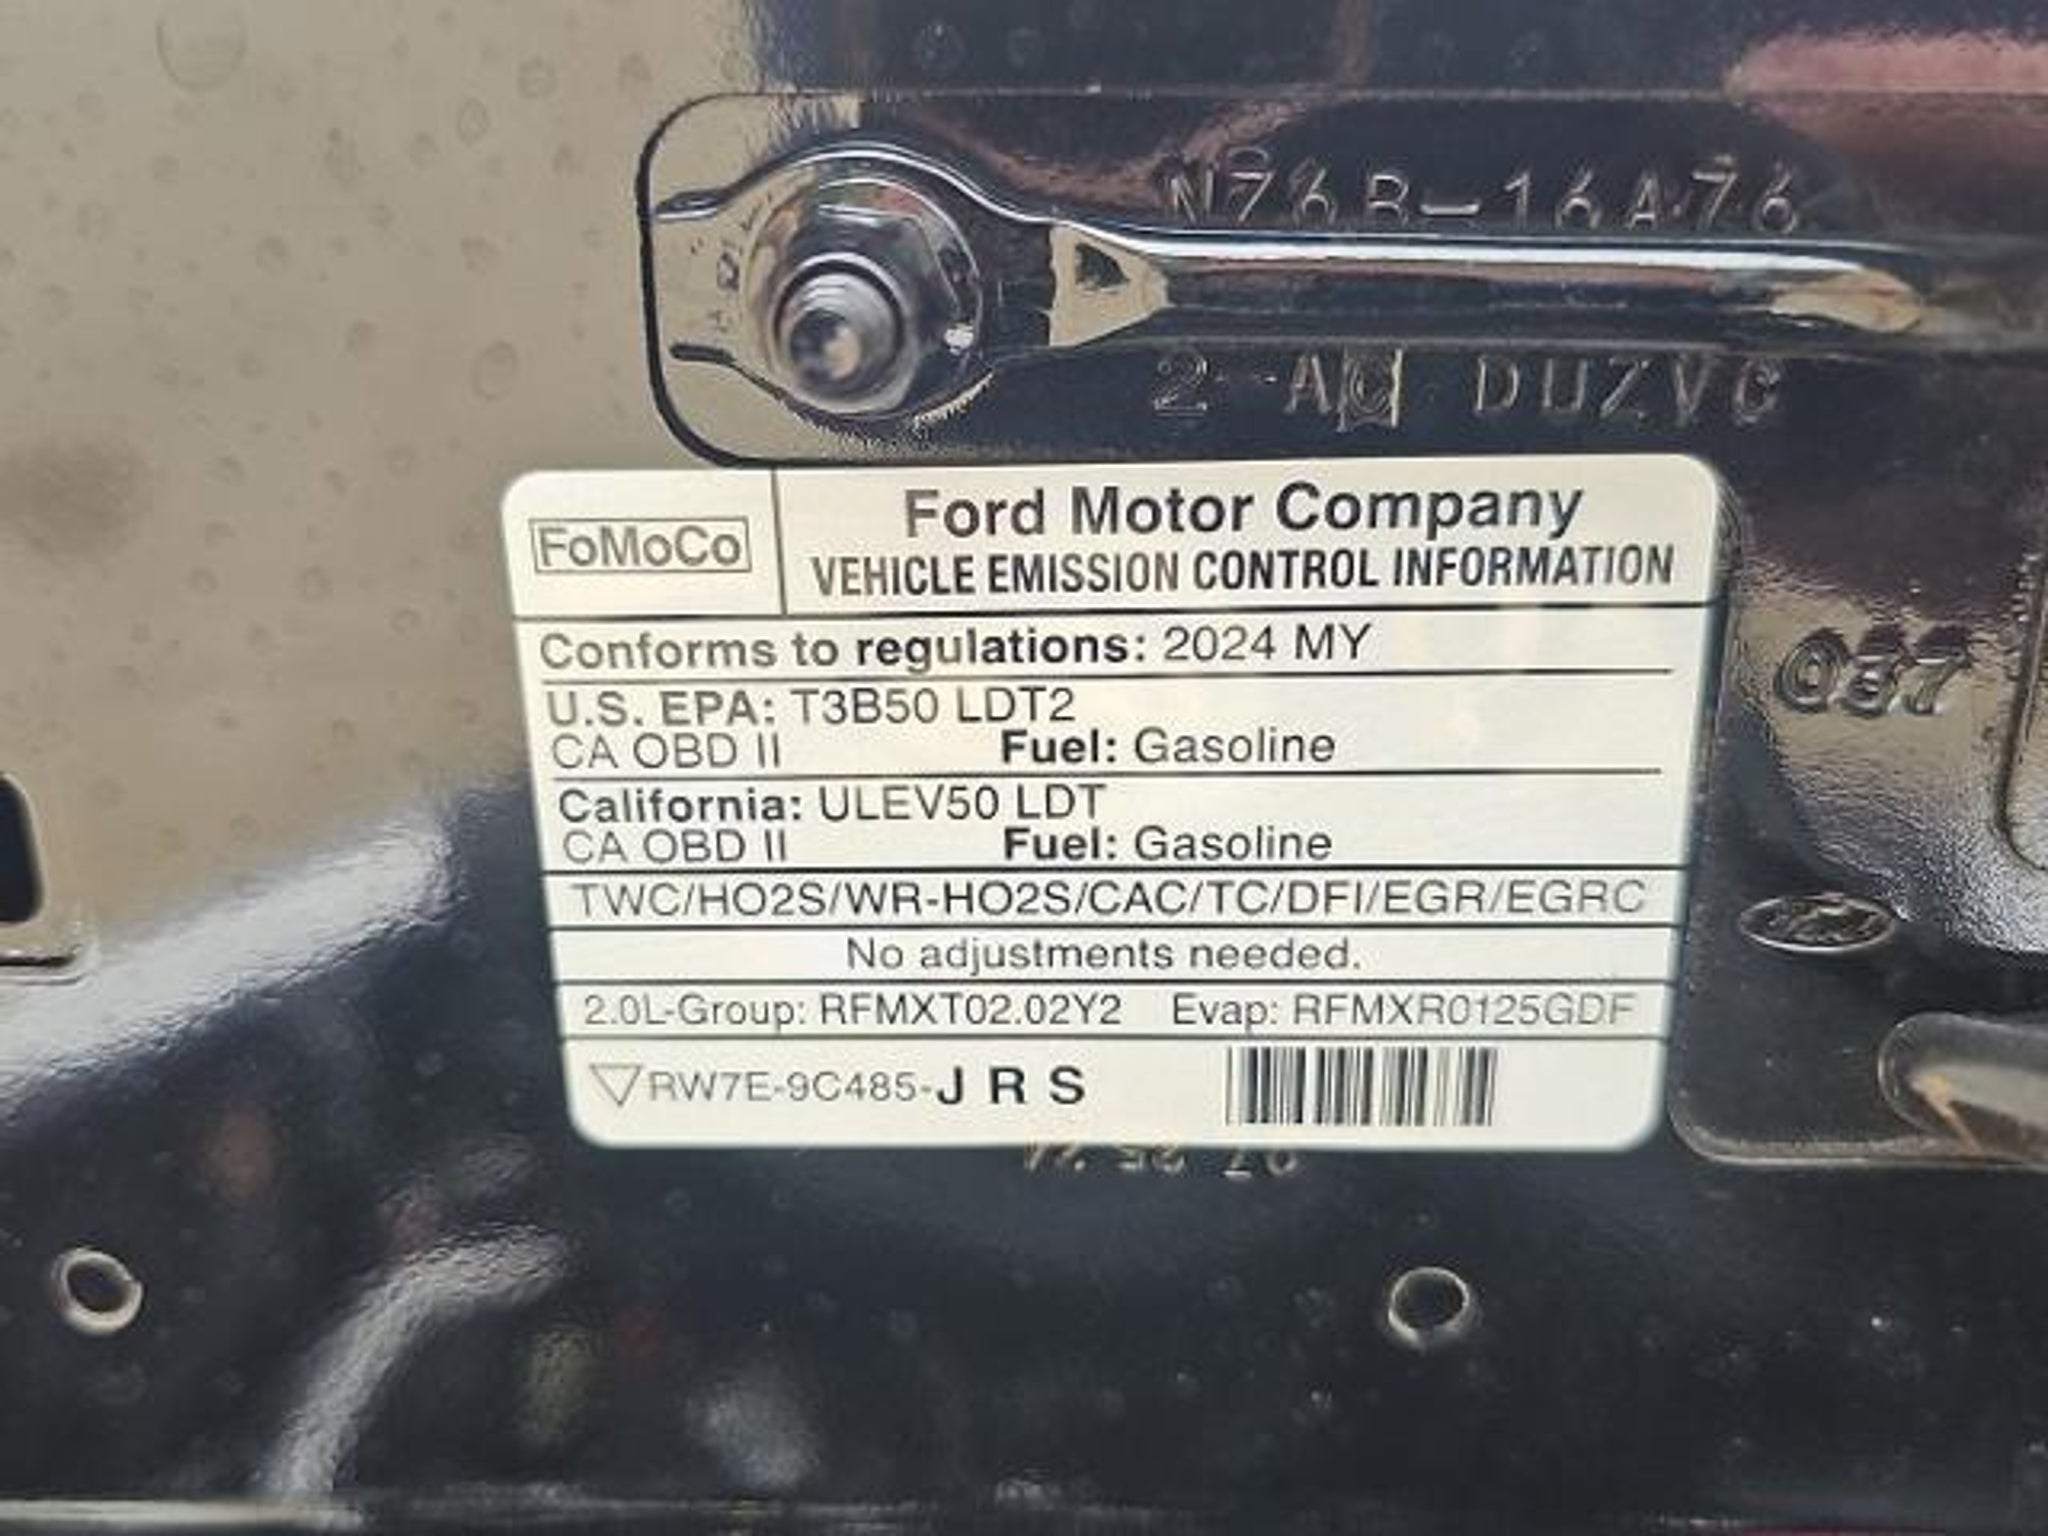 N76B-16A76
2-AC DUZVC
FoMoCo
Ford Motor Company
VEHICLE EMISSION CONTROL INFORMATION
Conforms to regulations: 2024 MY
U.S. EPA: T3B50 LDT2
CA OBD II Fuel: Gasoline
California: ULEV50 LDT
CA OBD II Fuel: Gasoline
TWC/HO2S/WR-HO2S/CAC/TC/DFI/EGR/EGRC
No adjustments needed.
2.0L-Group: RFMXT02.02Y2 Evap: RFMXR0125GDF
RW7E-9C485-J R S
087